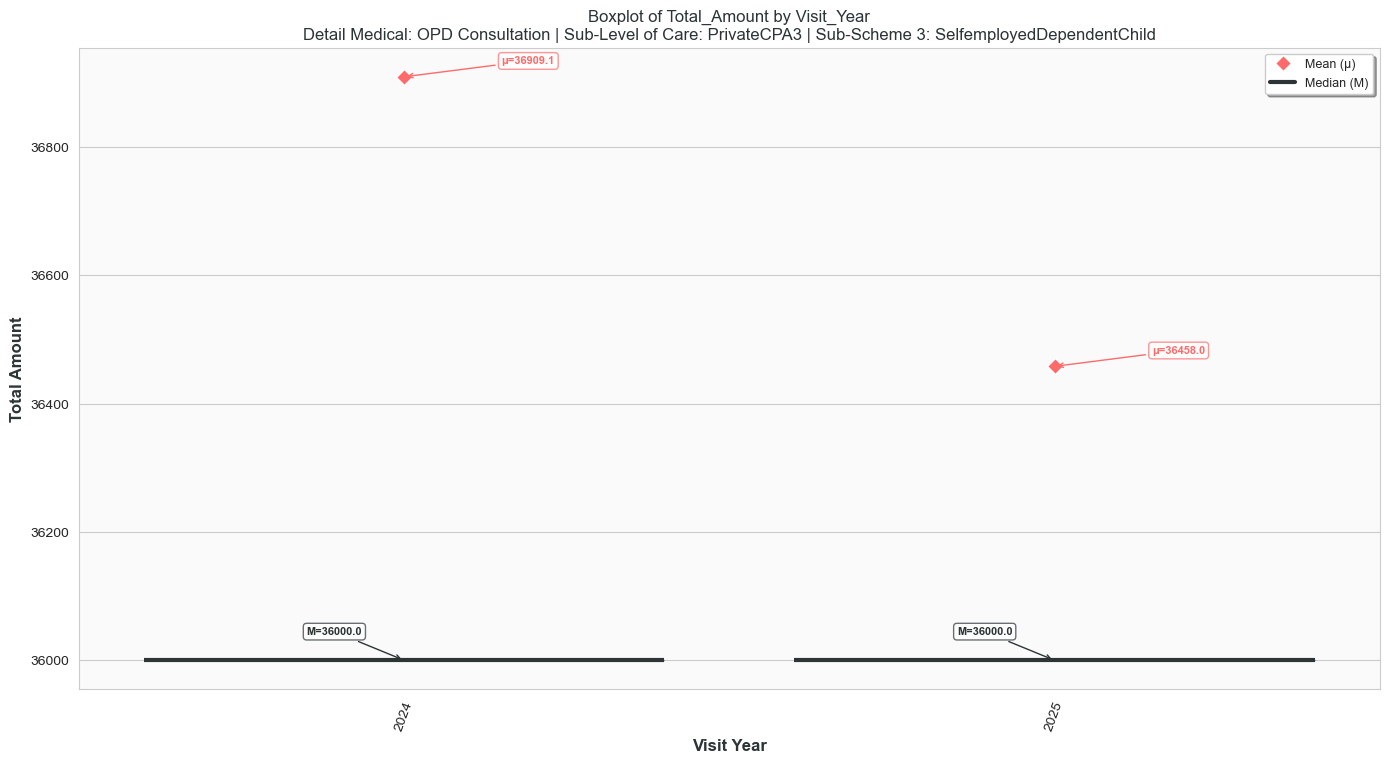 Boxplot of Total_Amount by Visit_Year
Detail Medical: OPD Consultation | Sub-Level of Care: PrivateCPA3 | Sub-Scheme 3: SelfemployedDependentChild
μ=36909.1
Mean (μ)
Median (M)
36800
36600
μ=36458.0
36400
36200
M=36000.0
M=36000.0
36000
Total Amount
2024
2025
Visit Year